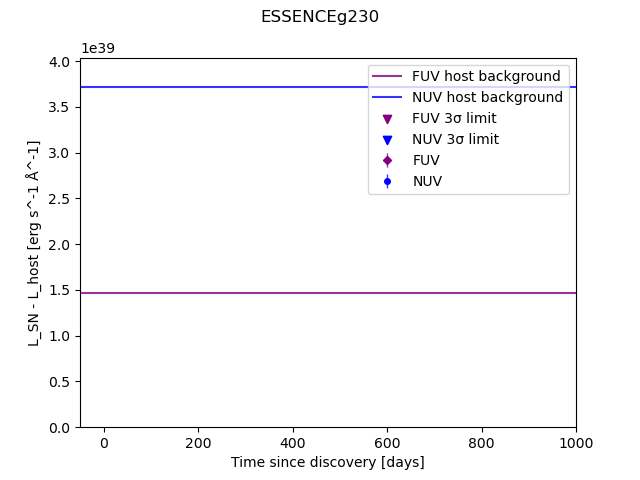 ESSENCEg230
1e39
4.0
3.5
3.0
2.5
2.0
1.5
1.0
0.5
0.0
L_SN - L_host [erg s^-1 Å^-1]
FUV host background
NUV host background
FUV 3σ limit
NUV 3σ limit
FUV
NUV
0 200 400 600 800 1000
Time since discovery [days]